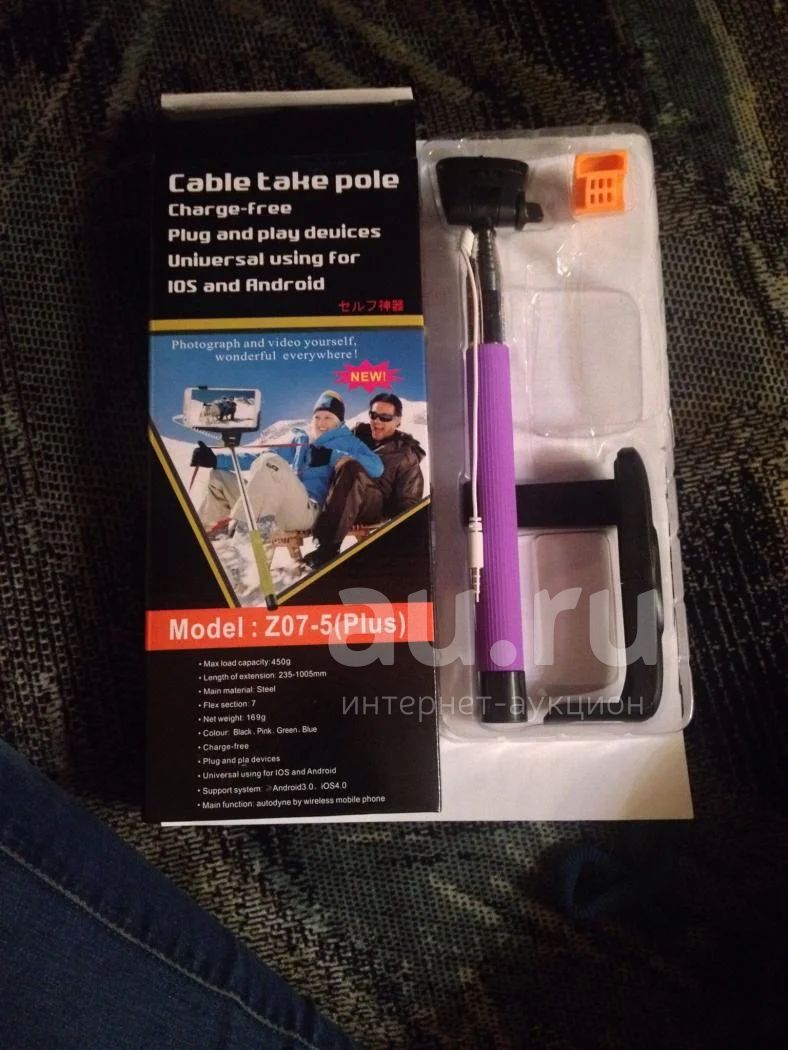 Cable take pole
Charge-free
Plug and play devices
Universal using for
IOS and Android
セルフ神器
Photograph and video yourself,
wonderful everywhere!
NEW!
Model : Z07-5(Plus)
• Max load capacity: 450g
• Length of extension: 235-1005mm
• Main material: Steel
• Flex section: 7
• Net weight: 169g
• Colour: Black、Pink、Green、Blue
• Charge-free
• Plug and pla devices
• Universal using for IOS and Android
• Support system: ≥Android3.0、iOS4.0
• Main function: autodyne by wireless mobile phone
au.ru
интернет-аукцион